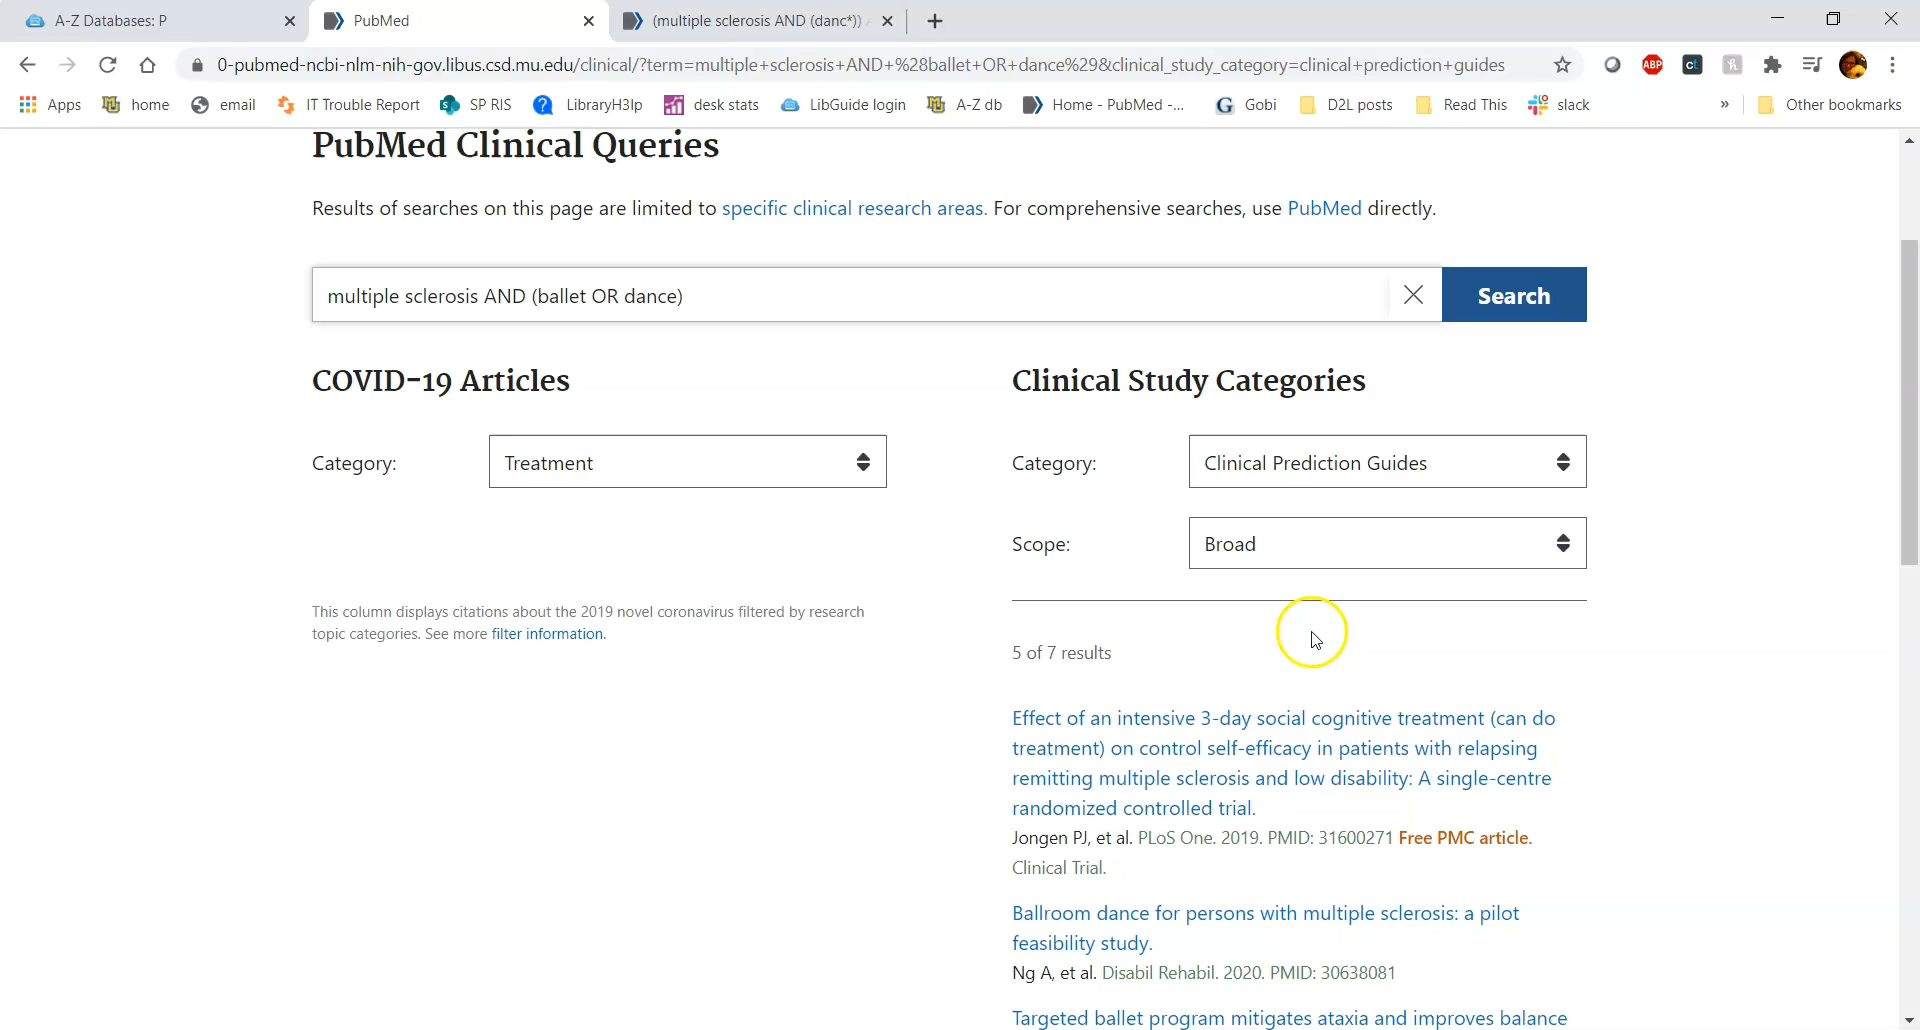 A-Z Databases: P
PubMed
(multiple sclerosis AND (danc*)) A
0-pubmed-ncbi-nlm-nih-gov.libus.csd.mu.edu/clinical/?term=multiple+sclerosis+AND+%28ballet+OR+dance%29&clinical_study_category=clinical+prediction+guides
ABP
ct
Apps
home
email
IT Trouble Report
SP RIS
LibraryH3lp
desk stats
LibGuide login
A-Z db
Home - PubMed -...
Gobi
D2L posts
Read This
slack
»
Other bookmarks
PubMed Clinical Queries
Results of searches on this page are limited to specific clinical research areas. For comprehensive searches, use PubMed directly.
multiple sclerosis AND (ballet OR dance)
Search
COVID-19 Articles
Category:
Treatment
This column displays citations about the 2019 novel coronavirus filtered by research
topic categories. See more filter information.
Clinical Study Categories
Category:
Clinical Prediction Guides
Scope:
Broad
5 of 7 results
Effect of an intensive 3-day social cognitive treatment (can do
treatment) on control self-efficacy in patients with relapsing
remitting multiple sclerosis and low disability: A single-centre
randomized controlled trial.
Jongen PJ, et al. PLoS One. 2019. PMID: 31600271 Free PMC article.
Clinical Trial.
Ballroom dance for persons with multiple sclerosis: a pilot
feasibility study.
Ng A, et al. Disabil Rehabil. 2020. PMID: 30638081
Targeted ballet program mitigates ataxia and improves balance